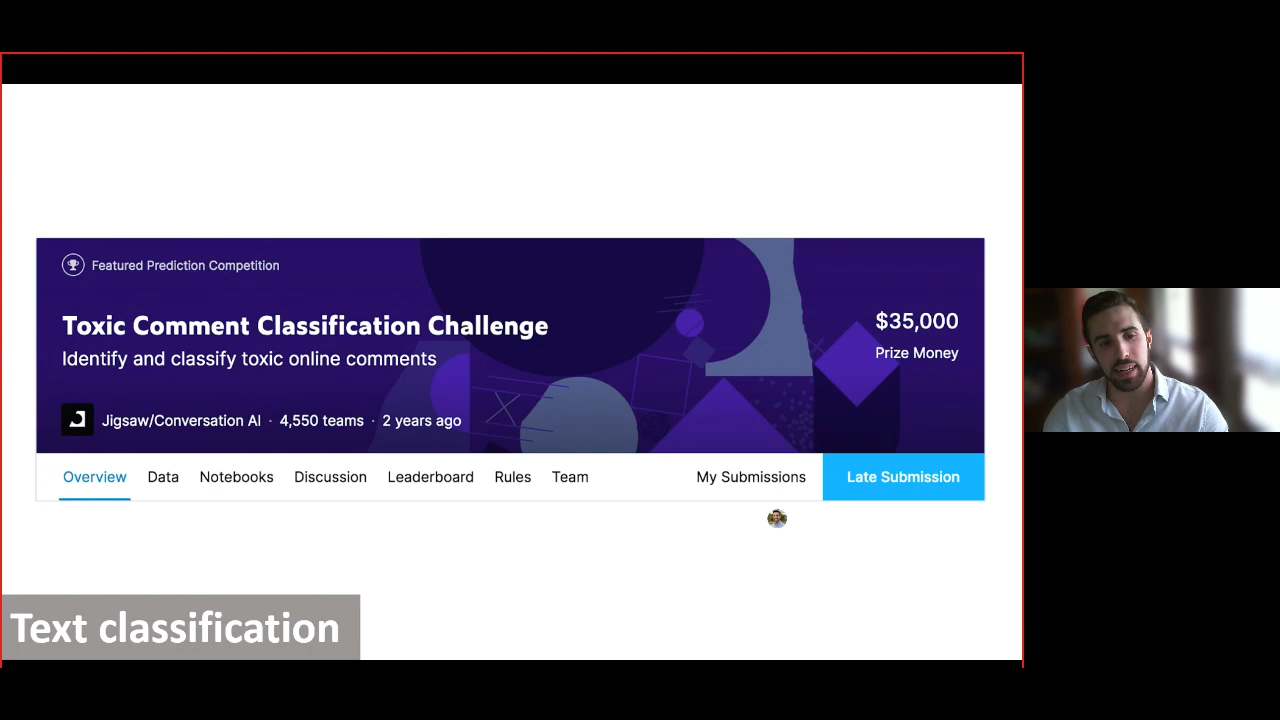 Featured Prediction Competition
Toxic Comment Classification Challenge
Identify and classify toxic online comments
$35,000
Prize Money
Jigsaw/Conversation AI · 4,550 teams · 2 years ago
Overview Data Notebooks Discussion Leaderboard Rules Team My Submissions Late Submission
Text classification